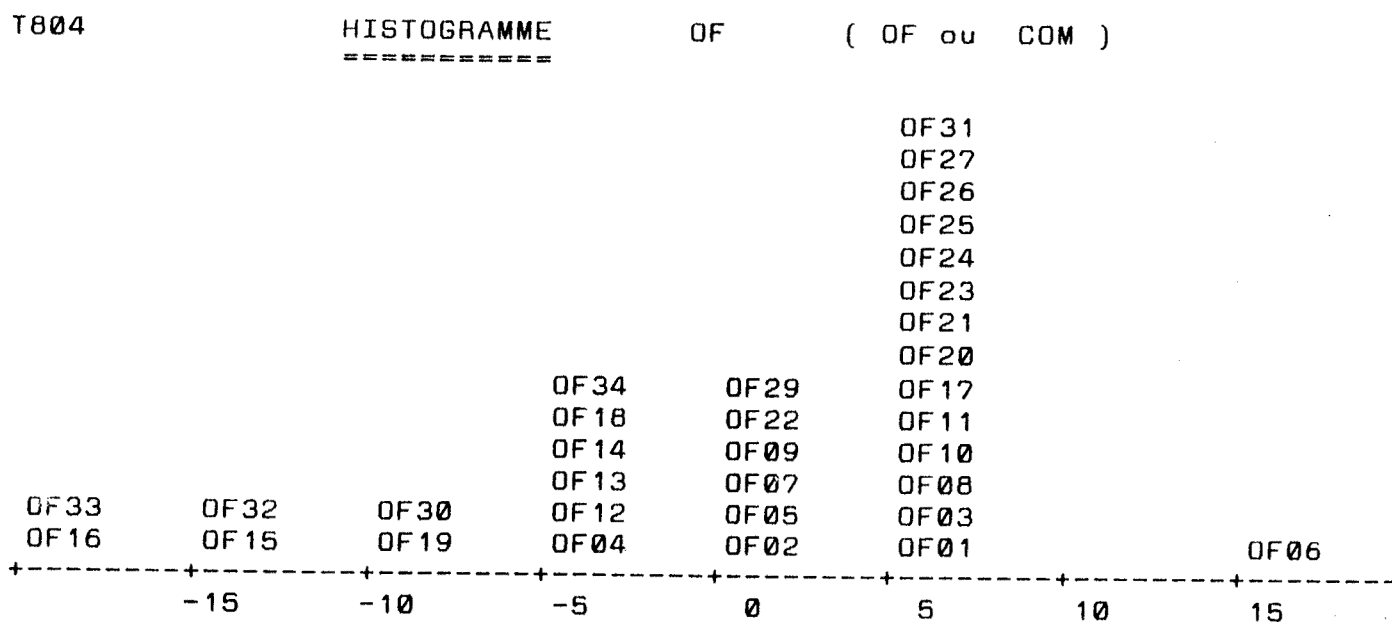 T804 HISTOGRAMME OF ( OF ou COM )
===========
OF31
OF27
OF26
OF25
OF24
OF23
OF21
OF20
OF34 OF29 OF17
OF18 OF22 OF11
OF14 OF09 OF10
OF33 OF32 OF30 OF13 OF07 OF08
OF16 OF15 OF19 OF12 OF05 OF03
OF04 OF02 OF01 OF06
+---------+---------+---------+---------+---------+---------+---------+---------
-15 -10 -5 0 5 10 15